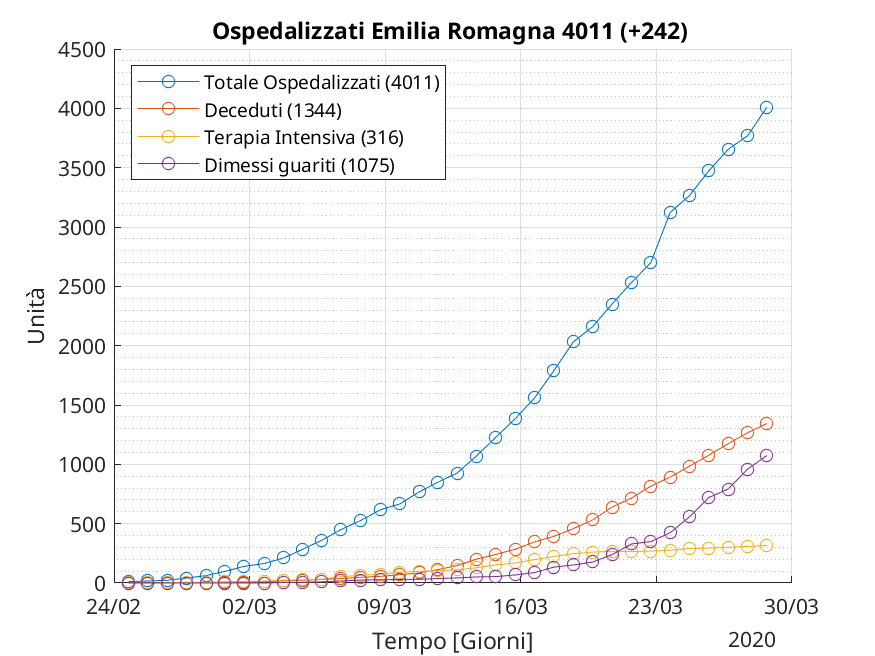 Ospedalizzati Emilia Romagna 4011 (+242)
Totale Ospedalizzati (4011)
Deceduti (1344)
Terapia Intensiva (316)
Dimessi guariti (1075)
Unità
4500
4000
3500
3000
2500
2000
1500
1000
500
0
24/02 02/03 09/03 16/03 23/03 30/03
Tempo [Giorni]
2020